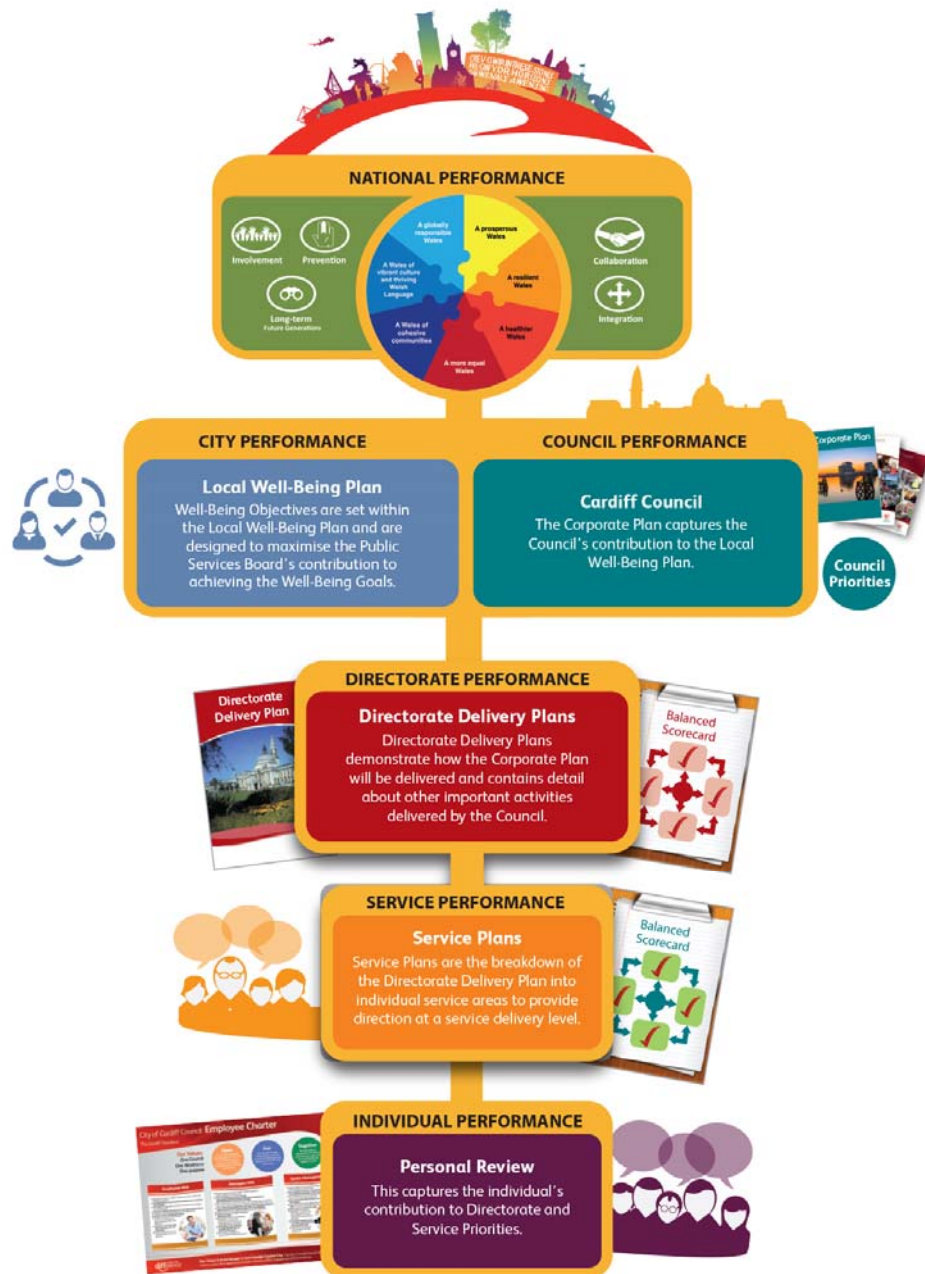 NATIONAL PERFORMANCE
Involvement
Prevention
Long-term
Future Generations
A globally
responsible
Wales
A prosperous
Wales
A Wales of
vibrant culture
and thriving
Welsh
Language
A resilient
Wales
A Wales of
cohesive
communities
A healthier
Wales
A more equal
Wales
Collaboration
Integration
CITY PERFORMANCE
Local Well-Being Plan
Well-Being Objectives are set within
the Local Well-Being Plan and are
designed to maximise the Public
Services Board's contribution to
achieving the Well-Being Goals.
COUNCIL PERFORMANCE
Cardiff Council
The Corporate Plan captures the
Council's contribution to the Local
Well-Being Plan.
Corporate Plan
Council
Priorities
DIRECTORATE PERFORMANCE
Directorate
Delivery Plan
Directorate Delivery Plans
Directorate Delivery Plans
demonstrate how the Corporate Plan
will be delivered and contains detail
about other important activities
delivered by the Council.
Balanced
Scorecard
SERVICE PERFORMANCE
Service Plans
Service Plans are the breakdown of
the Directorate Delivery Plan into
individual service areas to provide
direction at a service delivery level.
Balanced
Scorecard
INDIVIDUAL PERFORMANCE
City of Cardiff Council Employee Charter
Personal Review
This captures the individual's
contribution to Directorate and
Service Priorities.